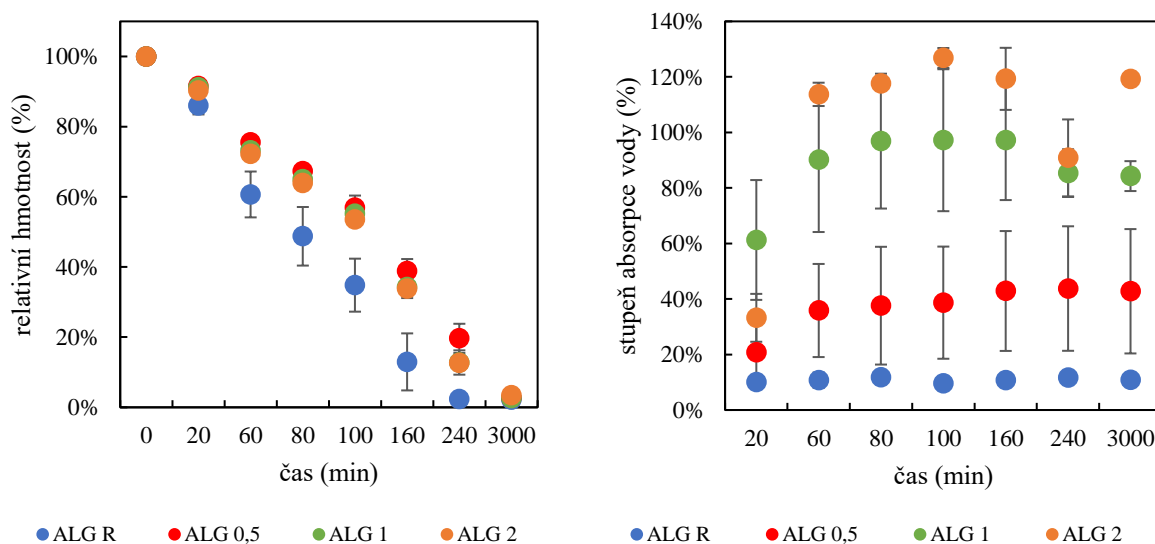 relativní hmotnost (%)
100%
80%
60%
40%
20%
0%
0 20 60 80 100 160 240 3000
čas (min)
ALG R ALG 0,5 ALG 1 ALG 2
stupeň absorpce vody (%)
140%
120%
100%
80%
60%
40%
20%
0%
20 60 80 100 160 240 3000
čas (min)
ALG R ALG 0,5 ALG 1 ALG 2